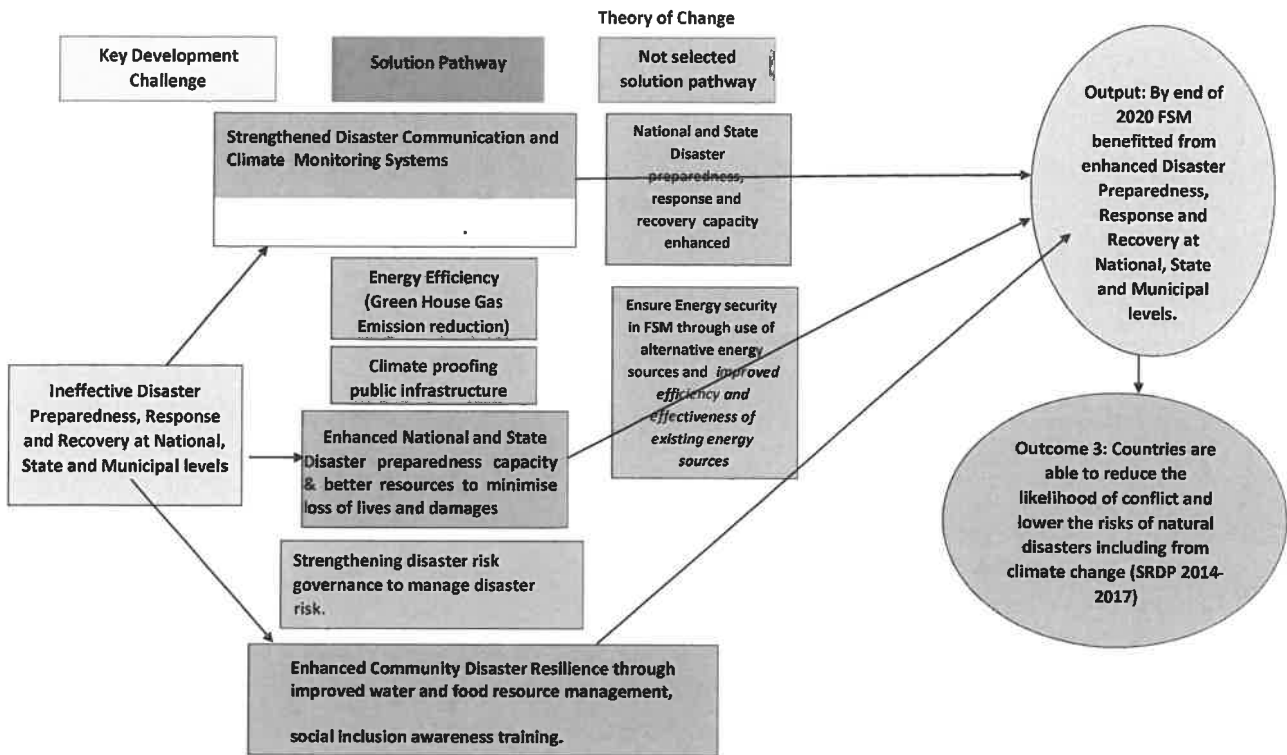 Theory of Change
Key Development
Challenge
Solution Pathway
Not selected
solution pathway
Strengthened Disaster Communication and
Climate Monitoring Systems
National and State
Disaster
preparedness,
response and
recovery capacity
enhanced
Output: By end of
2020 FSM
benefitted from
enhanced Disaster
Preparedness,
Response and
Recovery at
National, State
and Municipal
levels.
Energy Efficiency
(Green House Gas
Emission reduction)
Ensure Energy security
in FSM through use of
alternative energy
sources and improved
efficiency and
effectiveness of
existing energy
sources
Climate proofing
public infrastructure
Ineffective Disaster
Preparedness, Response
and Recovery at National,
State and Municipal levels
Enhanced National and State
Disaster preparedness capacity
& better resources to minimise
loss of lives and damages
Outcome 3: Countries are
able to reduce the
likelihood of conflict and
lower the risks of natural
disasters including from
climate change (SRDP 2014-
2017)
Strengthening disaster risk
governance to manage disaster
risk.
Enhanced Community Disaster Resilience through
improved water and food resource management,
social inclusion awareness training.